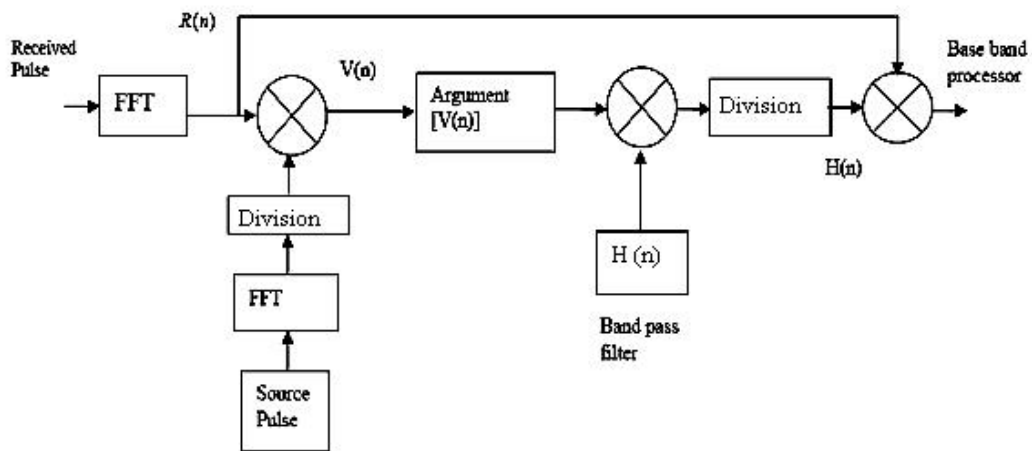 R(n)
Received
Pulse
FFT
V(n)
Argument
[V(n)]
Division
Base band
processor
H(n)
Division
FFT
Source
Pulse
H (n)
Band pass
filter